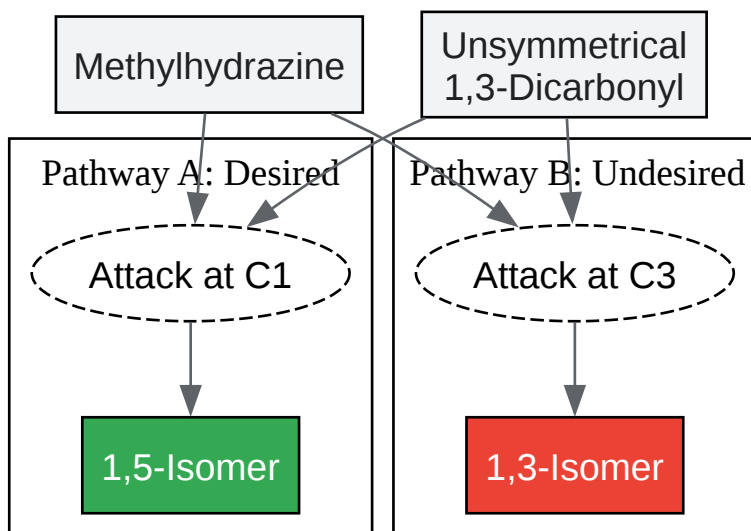 Methylhydrazine
Unsymmetrical
1,3-Dicarbonyl
Pathway A: Desired
Pathway B: Undesired
Attack at C1
Attack at C3
1,5-Isomer
1,3-Isomer